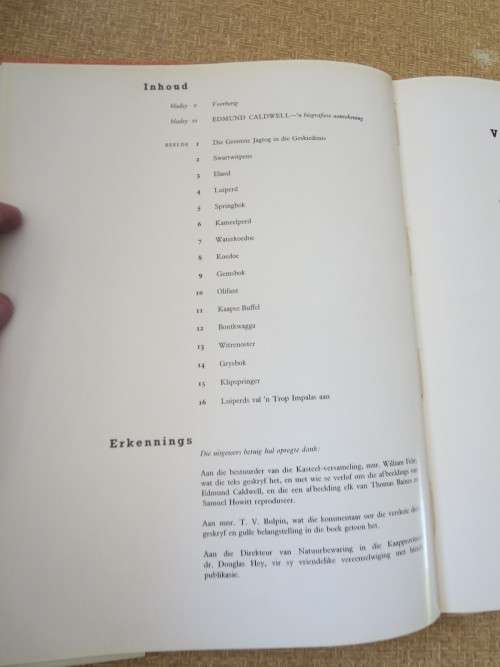 Inhoud
bladsy v Voorberig
bladsy vi EDMUND CALDWELL—'n biografiese aantekening
BEELDE 1 Die Grootste Jagtog in die Geskiedenis
2 Swartwitpens
3 Eland
4 Luiperd
5 Springbok
6 Kameelperd
7 Waterkoedoe
8 Koedoe
9 Gemsbok
10 Olifant
11 Kaapse Buffel
12 Bontkwagga
13 Witrenoster
14 Grysbok
15 Klipspringer
16 Luiperds val 'n Trop Impalas aan
V
Erkennings
Die uitgewers betuig hul opregte dank:
Aan die bestuurder van die Kasteel-versameling, mnr. William Fehr,
wat die teks geskryf het, en met wie se verlof ons die afbeeldings van
Edmund Caldwell, en die een afbeelding elk van Thomas Baines en
Samuel Howitt reproduseer.
Aan mnr. T. V. Bulpin, wat die kommentaar oor die verskeie diere
geskryf en gulle belangstelling in die boek getoon het.
Aan die Direkteur van Natuurbewaring in die Kaapprovinsie,
dr. Douglas Hey, vir sy vriendelike vereenselwiging met hierdie
publikasie.